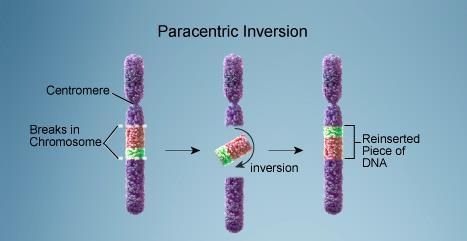 Paracentric Inversion
Centromere
Breaks in
Chromosome
inversion
Reinserted
Piece of
DNA